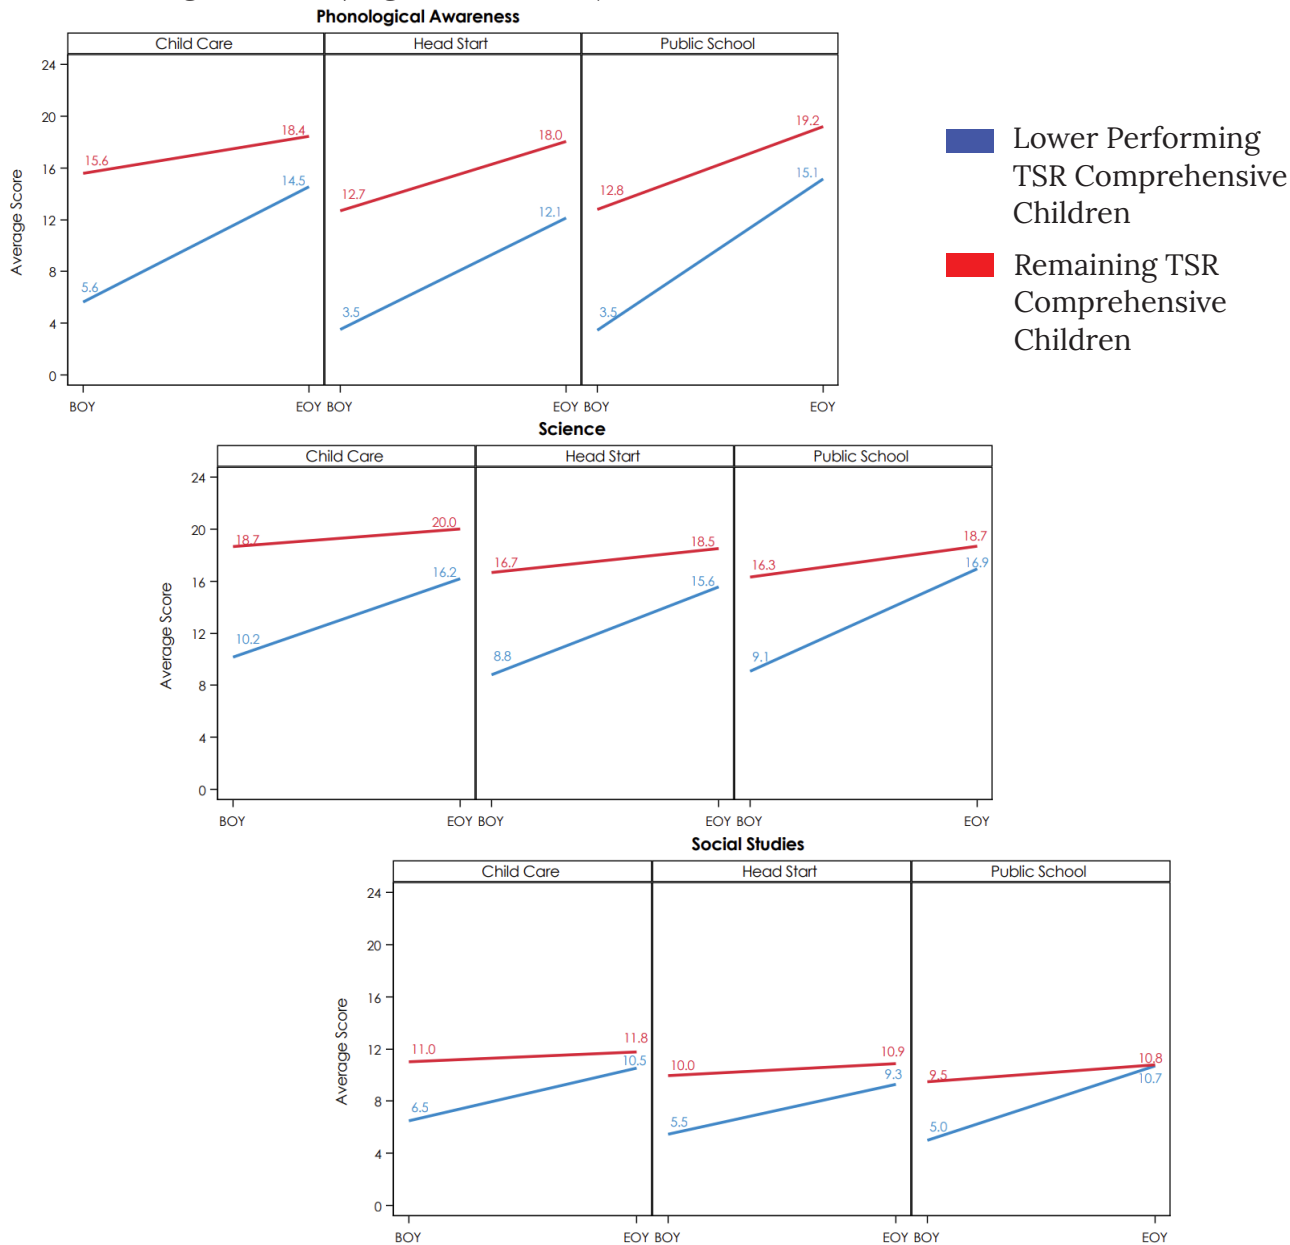 Phonological Awareness
Child Care
Head Start
Public School
24
20
16
12
8
4
0
Average Score
15.6
18.4
5.6
14.5
12.7
18.0
3.5
12.1
12.8
19.2
3.5
15.1
BOY
EOY
BOY
EOY
BOY
EOY
Lower Performing
TSR Comprehensive
Children
Remaining TSR
Comprehensive
Children
Science
Child Care
Head Start
Public School
24
20
16
12
8
4
0
Average Score
18.7
20.0
10.2
16.2
16.7
18.5
8.8
15.6
16.3
18.7
9.1
16.9
BOY
EOY
BOY
EOY
BOY
EOY
Social Studies
Child Care
Head Start
Public School
24
20
16
12
8
4
0
Average Score
11.0
11.8
6.5
10.5
10.0
10.9
5.5
9.3
9.5
10.8
5.0
10.7
BOY
EOY
BOY
EOY
BOY
EOY